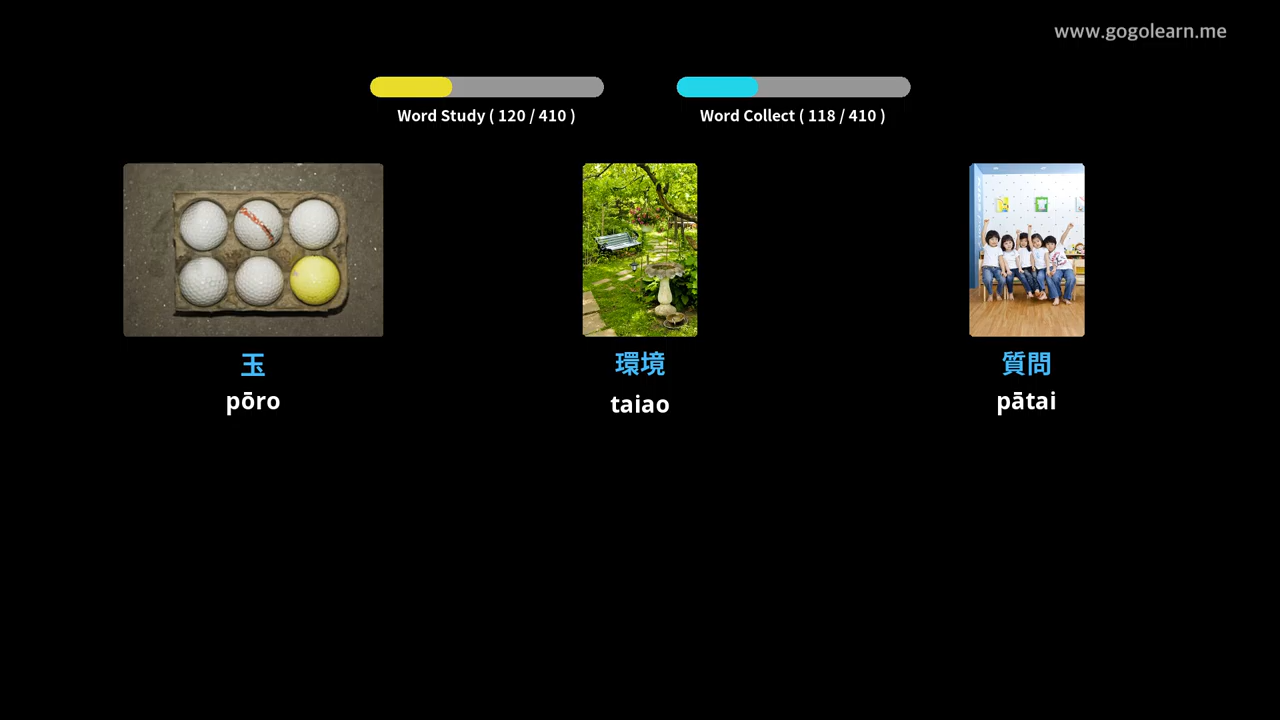 www.gogolearn.me
Word Study ( 120 / 410 )
Word Collect ( 118 / 410 )
玉
pōro
環境
taiao
質問
pātai